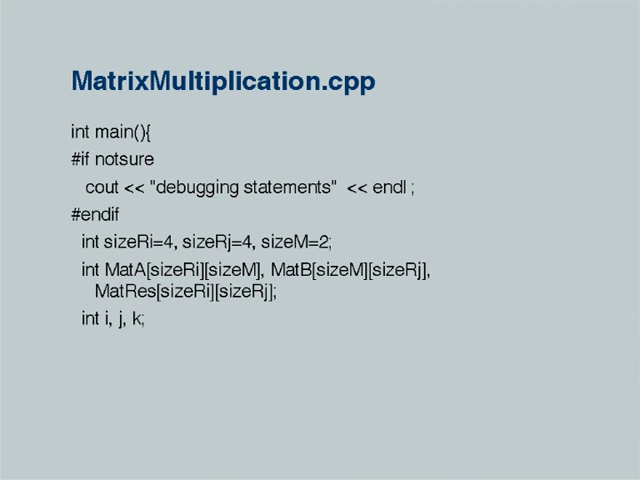 MatrixMultiplication.cpp
int main(){
#if notsure
cout << "debugging statements" << endl ;
#endif
int sizeRi=4, sizeRj=4, sizeM=2;
int MatA[sizeRi][sizeM], MatB[sizeM][sizeRj],
MatRes[sizeRi][sizeRj];
int i, j, k;